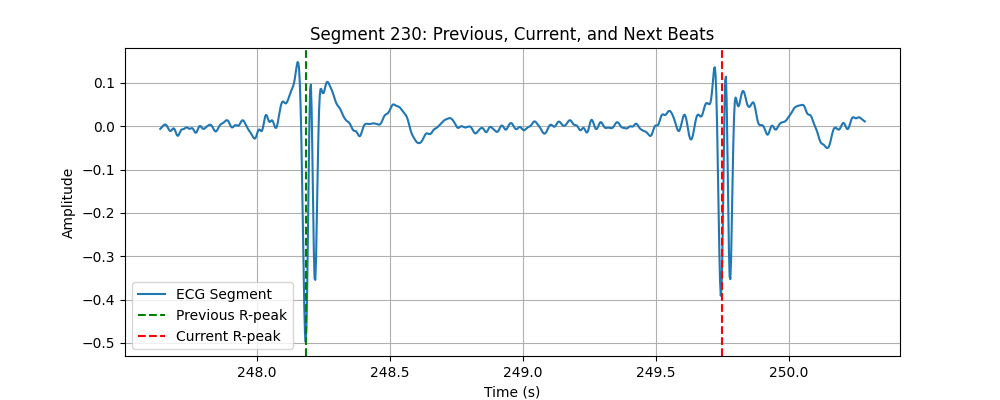 Segment 230: Previous, Current, and Next Beats
0.1
0.0
−0.1
−0.2
−0.3
−0.4
−0.5
Amplitude
ECG Segment
Previous R-peak
Current R-peak
248.0 248.5 249.0 249.5 250.0
Time (s)